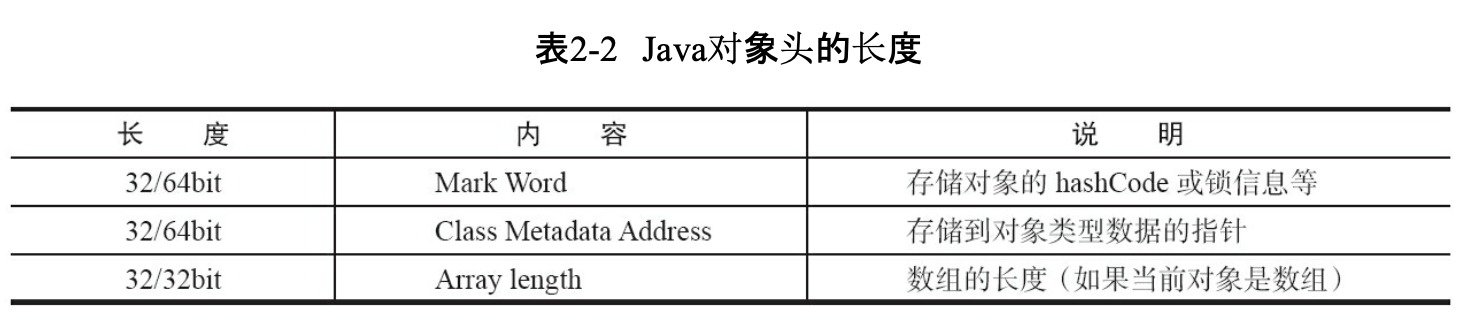 表2-2 Java对象头的长度
长 度 内 容 说 明
32/64bit Mark Word 存储对象的 hashCode 或锁信息等
32/64bit Class Metadata Address 存储到对象类型数据的指针
32/32bit Array length 数组的长度（如果当前对象是数组）